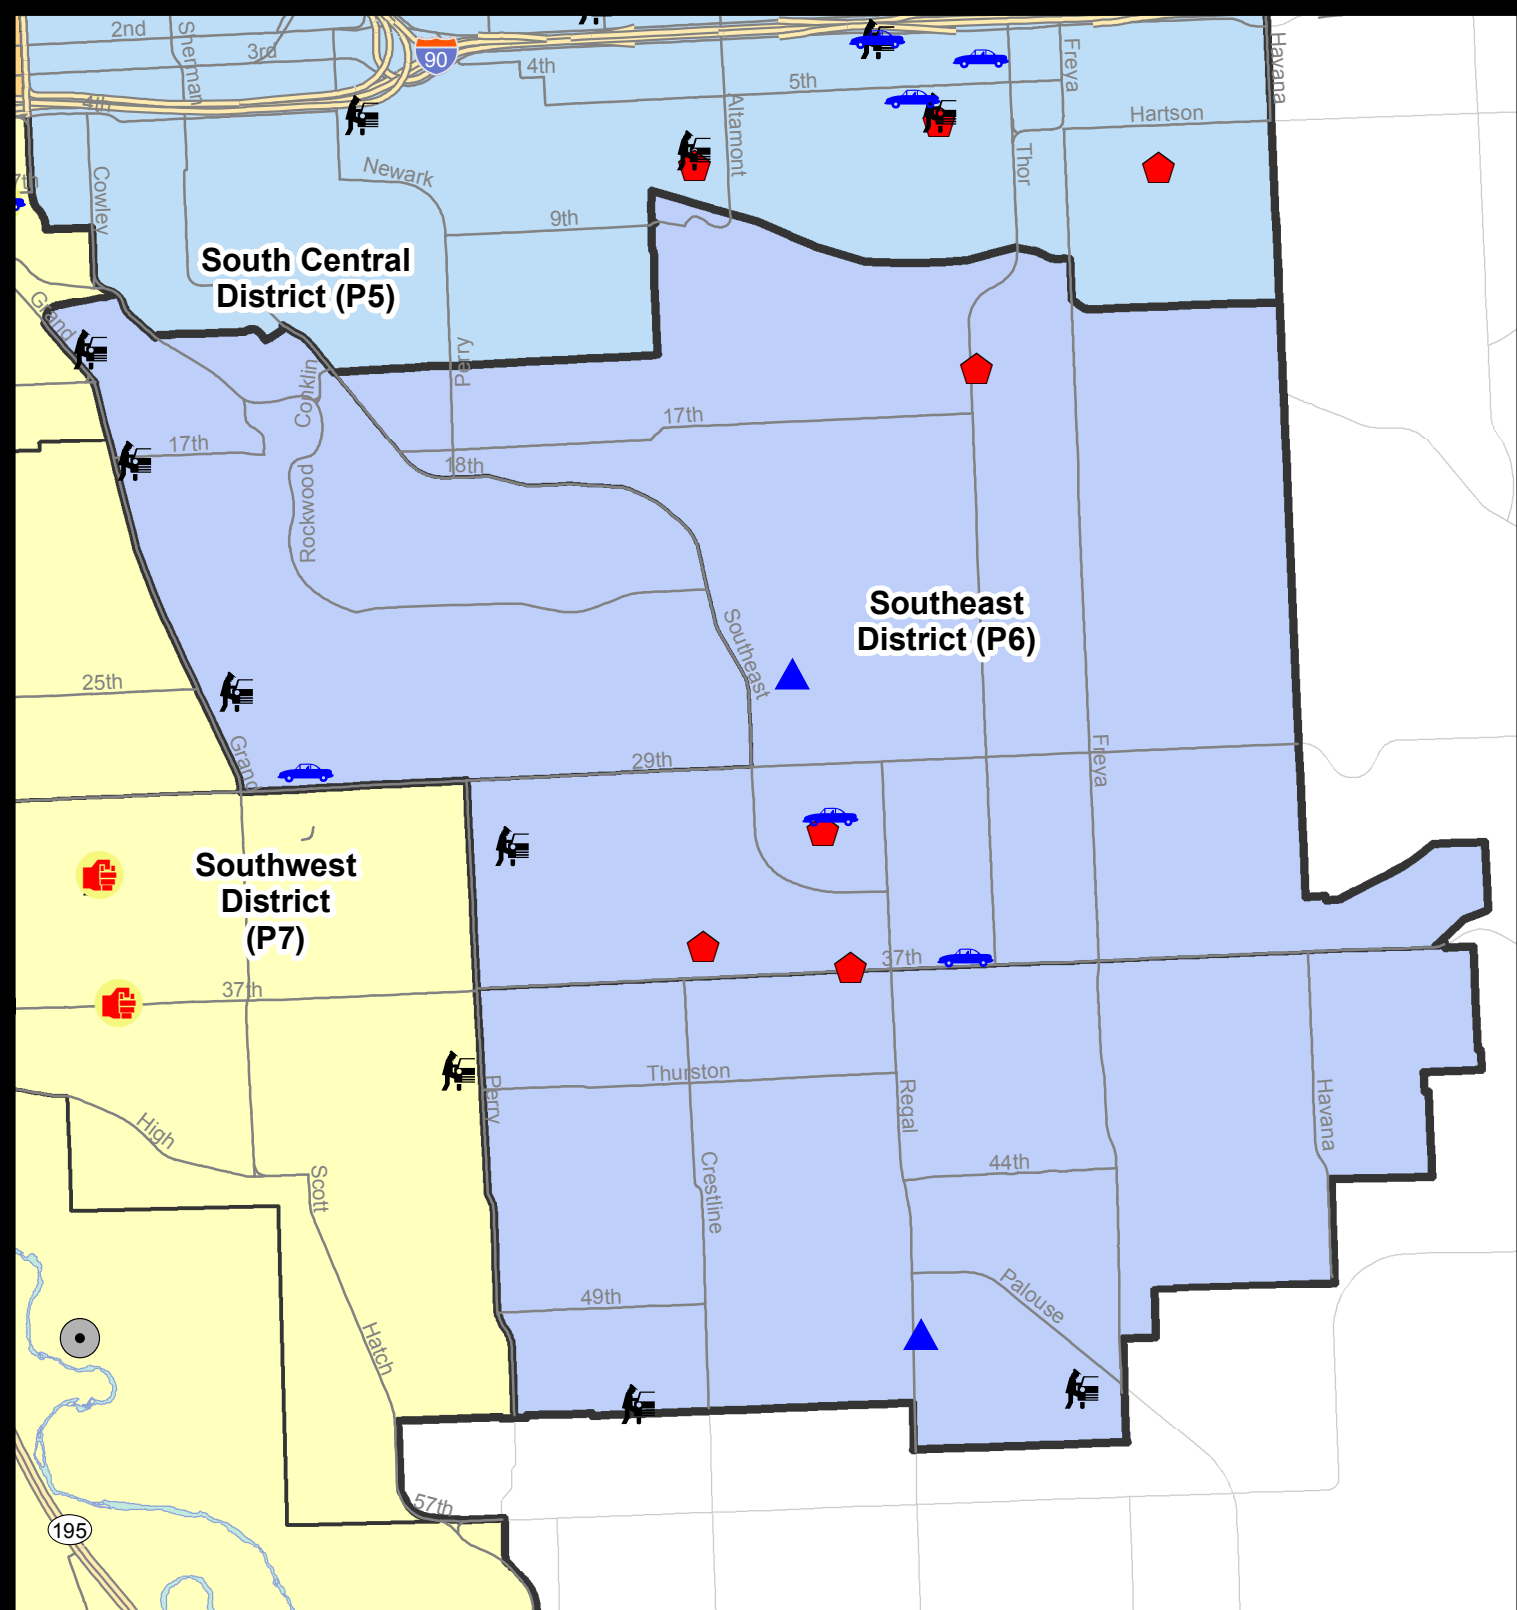 2nd
Sherman
3rd
90
4th
5th
Freya
Havana
4th
Altamont
Hartson
Thor
Newark
7th
Cowley
9th
South Central
District (P5)
Grand
Perry
Conklin
17th
17th
18th
Rockwood
Southeast
District (P6)
Southeast
25th
Grand
29th
Freya
Southwest
District
(P7)
37th
37th
Thurston
Perry
Regal
Havana
High
Scott
Crestline
44th
49th
Palouse
Hatch
57th
195